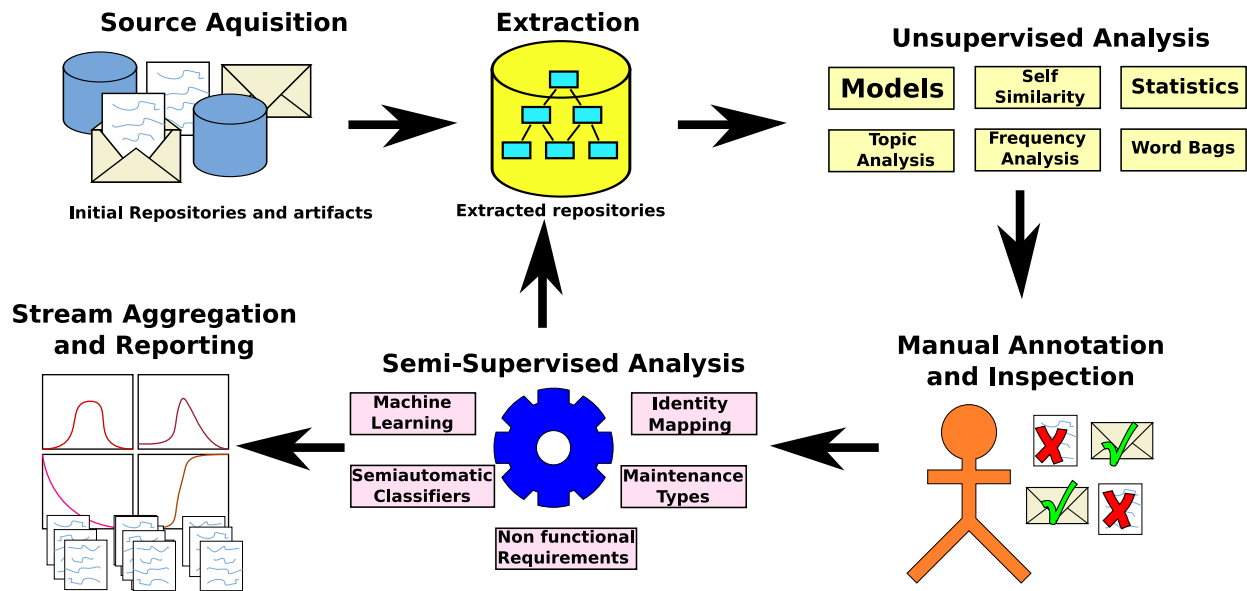 Source Aquisition
Initial Repositories and artifacts
Extraction
Extracted repositories
Unsupervised Analysis
Models
Self
Similarity
Statistics
Topic
Analysis
Frequency
Analysis
Word Bags
Manual Annotation
and Inspection
Semi-Supervised Analysis
Machine
Learning
Identity
Mapping
Semiautomatic
Classifiers
Maintenance
Types
Non functional
Requirements
Stream Aggregation
and Reporting